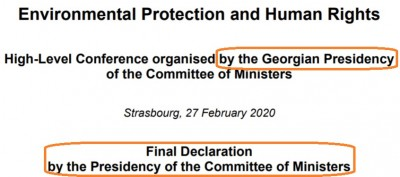 Environmental Protection and Human Rights
High-Level Conference organised by the Georgian Presidency
of the Committee of Ministers
Strasbourg, 27 February 2020
Final Declaration
by the Presidency of the Committee of Ministers